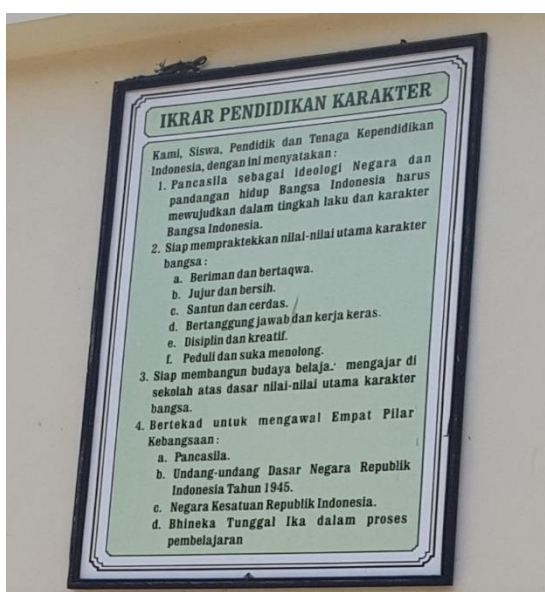 IKRAR PENDIDIKAN KARAKTER
Kami, Siswa, Pendidik dan Tenaga Kependidikan
Indonesia, dengan ini menyatakan :
1. Pancasila sebagai ideologi Negara dan
pandangan hidup Bangsa Indonesia harus
mewujudkan dalam tingkah laku dan karakter
Bangsa Indonesia.
2. Siap mempraktekkan nilai-nilai utama karakter
bangsa :
a. Beriman dan bertaqwa.
b. Jujur dan bersih.
c. Santun dan cerdas.
d. Bertanggung jawab dan kerja keras.
e. Disiplin dan kreatif.
f. Peduli dan suka menolong.
3. Siap membangun budaya belaja.· mengajar di
sekolah atas dasar nilai-nilai utama karakter
bangsa.
4. Bertekad untuk mengawal Empat Pilar
Kebangsaan :
a. Pancasila.
b. Undang-undang Dasar Negara Republik
Indonesia Tahun 1945.
c. Negara Kesatuan Republik Indonesia.
d. Bhineka Tunggal Ika dalam proses
pembelajaran